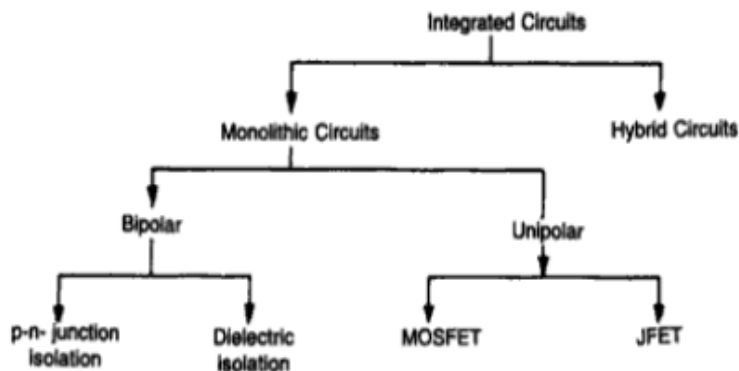 Integrated Circuits
Monolithic Circuits
Hybrid Circuits
Bipolar
Unipolar
p-n- junction
isolation
Dielectric
isolation
MOSFET
JFET